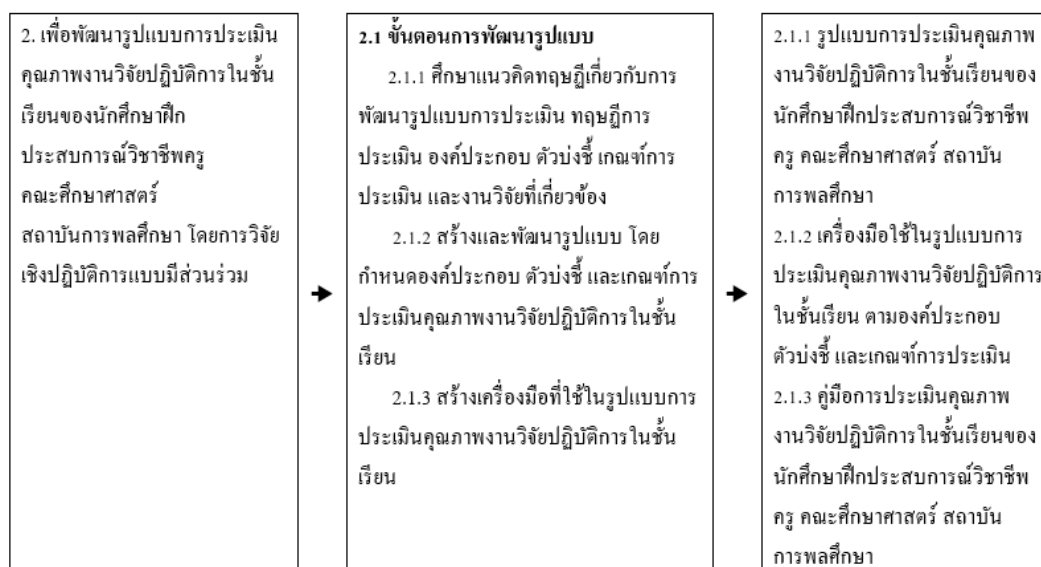 2. เพื่อพัฒนารูปแบบการประเมิน
คุณภาพงานวิจัยปฏิบัติการในชั้น
เรียนของนักศึกษาฝึก
ประสบการณ์วิชาชีพครู
คณะศึกษาศาสตร์
สถาบันการพลศึกษา โดยการวิจัย
เชิงปฏิบัติการแบบมีส่วนร่วม
2.1 ขั้นตอนการพัฒนารูปแบบ
2.1.1 ศึกษาแนวคิดทฤษฎีเกี่ยวกับการ
พัฒนารูปแบบการประเมิน ทฤษฎีการ
ประเมิน องค์ประกอบ ตัวบ่งชี้ เกณฑ์การ
ประเมิน และงานวิจัยที่เกี่ยวข้อง
2.1.2 สร้างและพัฒนารูปแบบ โดย
กำหนดองค์ประกอบ ตัวบ่งชี้ และเกณฑ์การ
ประเมินคุณภาพงานวิจัยปฏิบัติการในชั้น
เรียน
2.1.3 สร้างเครื่องมือที่ใช้ในรูปแบบการ
ประเมินคุณภาพงานวิจัยปฏิบัติการในชั้น
เรียน
2.1.1 รูปแบบการประเมินคุณภาพ
งานวิจัยปฏิบัติการในชั้นเรียนของ
นักศึกษาฝึกประสบการณ์วิชาชีพ
ครู คณะศึกษาศาสตร์ สถาบัน
การพลศึกษา
2.1.2 เครื่องมือใช้ในรูปแบบการ
ประเมินคุณภาพงานวิจัยปฏิบัติการ
ในชั้นเรียน ตามองค์ประกอบ
ตัวบ่งชี้ และเกณฑ์การประเมิน
2.1.3 คู่มือการประเมินคุณภาพ
งานวิจัยปฏิบัติการในชั้นเรียนของ
นักศึกษาฝึกประสบการณ์วิชาชีพ
ครู คณะศึกษาศาสตร์ สถาบัน
การพลศึกษา